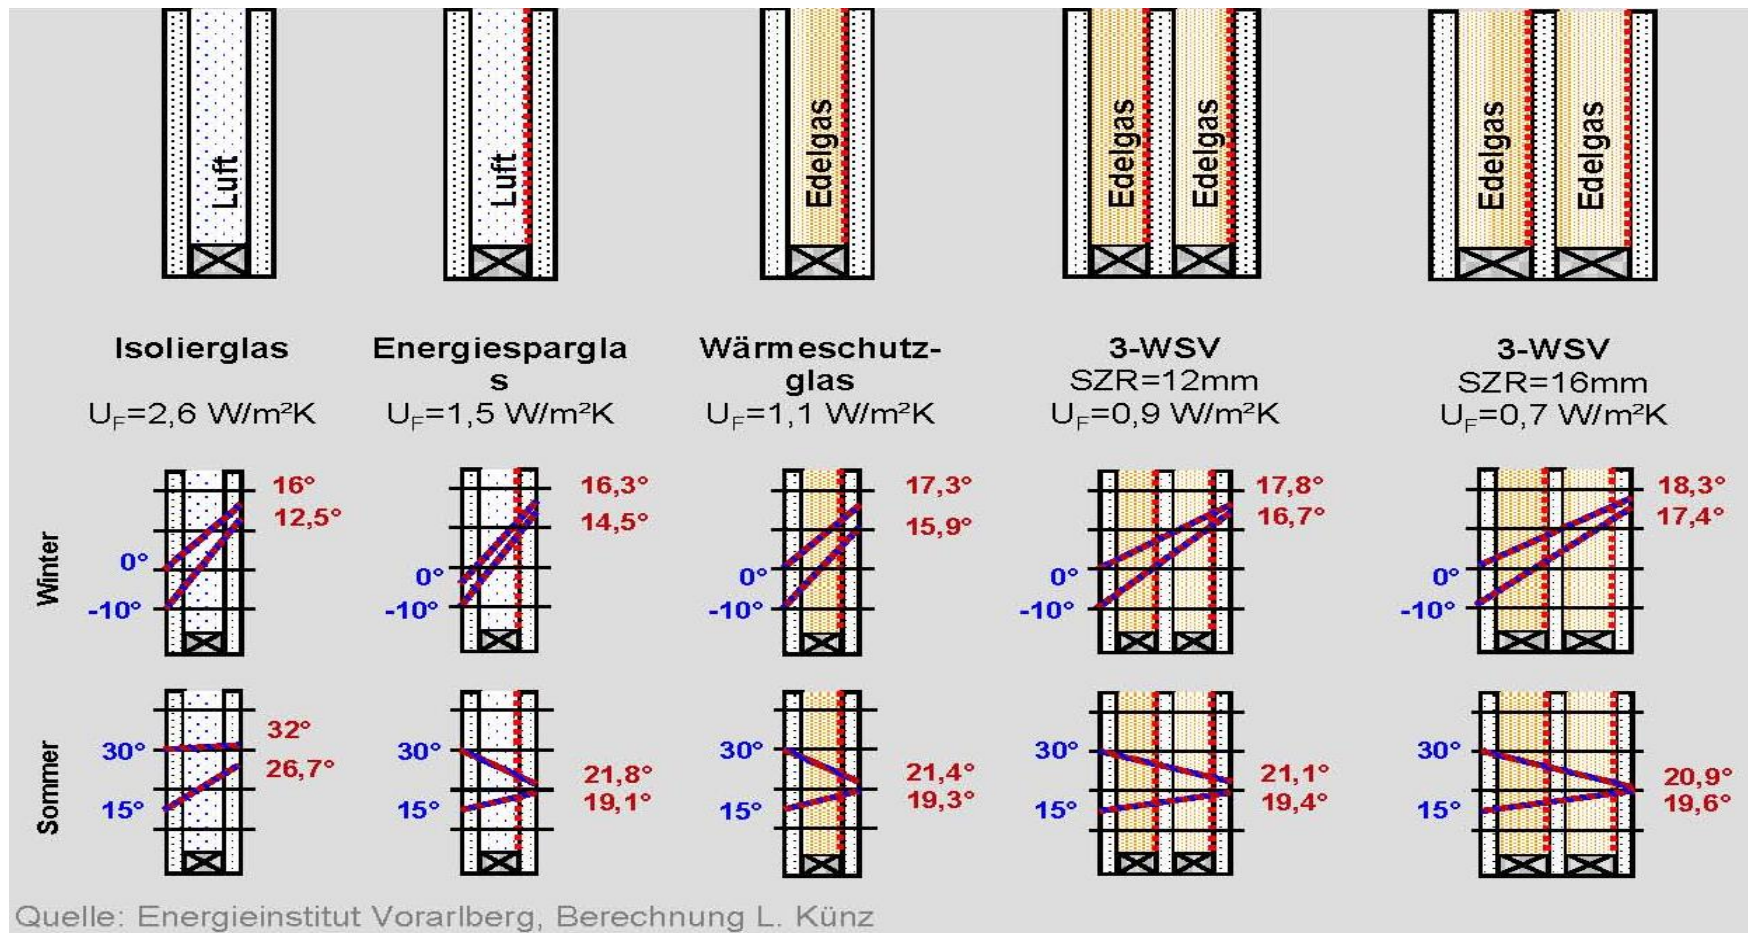 Luft
Luft
Edelgas
Edelgas
Edelgas
Edelgas
Edelgas
Isolierglas
U_F=2,6 W/m²K
Energiespargla
s
U_F=1,5 W/m²K
Wärmeschutz-
glas
U_F=1,1 W/m²K
3-WSV
SZR=12mm
U_F=0,9 W/m²K
3-WSV
SZR=16mm
U_F=0,7 W/m²K
Winter
0°
-10°
16°
12,5°
0°
-10°
16,3°
14,5°
0°
-10°
17,3°
15,9°
0°
-10°
17,8°
16,7°
0°
-10°
18,3°
17,4°
Sommer
30°
15°
32°
26,7°
30°
15°
21,8°
19,1°
30°
15°
21,4°
19,3°
30°
15°
21,1°
19,4°
30°
15°
20,9°
19,6°
Quelle: Energieinstitut Vorarlberg, Berechnung L. Künz